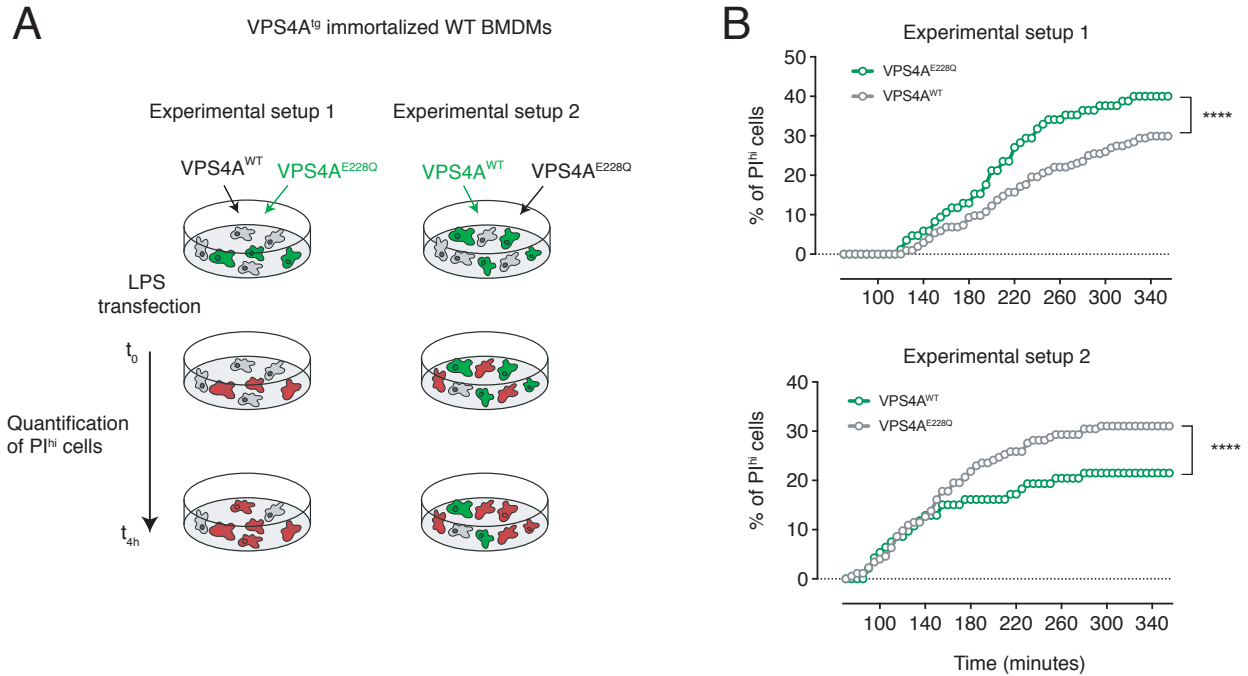 A
VPS4Aᵗᵍ immortalized WT BMDMs
Experimental setup 1
Experimental setup 2
VPS4Aᵂᵀ
VPS4Aᴱ²²⁸Q
VPS4Aᵂᵀ
VPS4Aᴱ²²⁸Q
LPS
transfection
t₀
Quantification
of PIʰⁱ cells
t₄ₕ
B
Experimental setup 1
% of PIʰⁱ cells
50
40
30
20
10
0
VPS4Aᴱ²²⁸Q
VPS4Aᵂᵀ
****
100 140 180 220 260 300 340
Experimental setup 2
% of PIʰⁱ cells
40
30
20
10
0
VPS4Aᵂᵀ
VPS4Aᴱ²²⁸Q
****
100 140 180 220 260 300 340
Time (minutes)